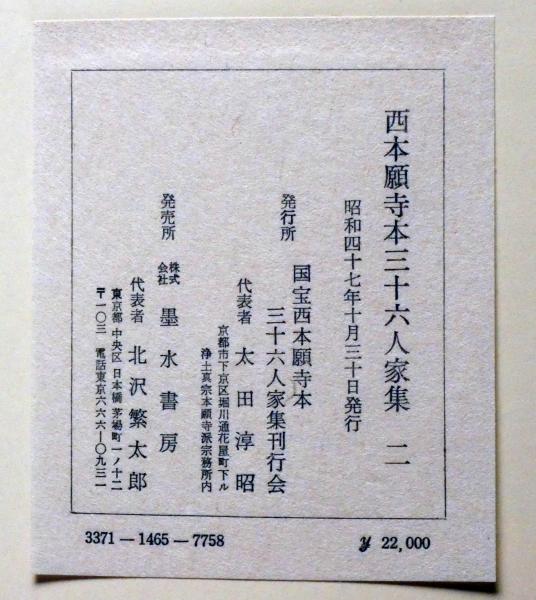 西本願寺本三十六人家集　二
昭和四十七年十月三十日発行
発行所　国宝西本願寺本
三十六人家集刊行会
代表者　太田淳昭
京都市下京区堀川通花屋町下ル
浄土真宗本願寺派宗務所内
発売所　株式会社　墨水書房
代表者　北沢繁太郎
東京都中央区日本橋茅場町一ノ十二
〒一〇三　電話東京六六六―〇九三一
3371 ― 1465 ― 7758
¥ 22,000